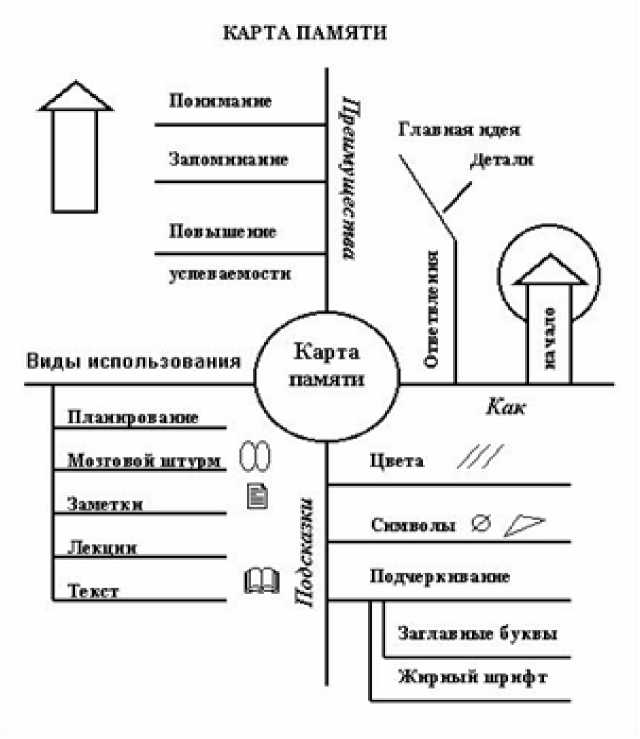 КАРТА ПАМЯТИ
Понимание
Запоминание
Повышение
успеваемости
Преимущества
Главная идея
Детали
Ответвления
начало
Виды использования
Карта
памяти
Как
Планирование
Мозговой штурм
Заметки
Лекции
Текст
Подсказки
Цвета
Символы
Подчеркивание
Заглавные буквы
Жирный шрифт